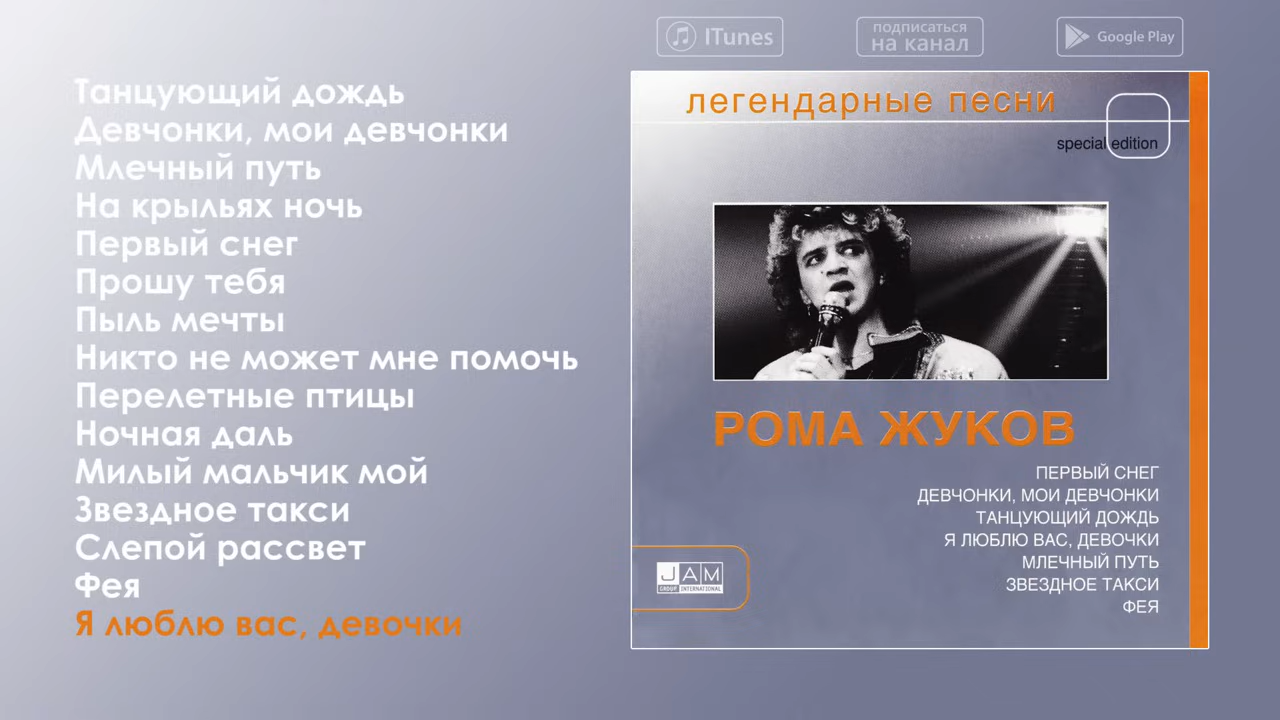 ITunes
подписаться
на канал
Google Play
Танцующий дождь
Девчонки, мои девчонки
Млечный путь
На крыльях ночь
Первый снег
Прошу тебя
Пыль мечты
Никто не может мне помочь
Перелетные птицы
Ночная даль
Милый мальчик мой
Звездное такси
Слепой рассвет
Фея
Я люблю вас, девочки
легендарные песни
special edition
РОМА ЖУКОВ
ПЕРВЫЙ СНЕГ
ДЕВЧОНКИ, МОИ ДЕВЧОНКИ
ТАНЦУЮЩИЙ ДОЖДЬ
Я ЛЮБЛЮ ВАС, ДЕВОЧКИ
МЛЕЧНЫЙ ПУТЬ
ЗВЕЗДНОЕ ТАКСИ
ФЕЯ
JAM
GROUP INTERNATIONAL